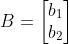 B = [b₁
b₂]